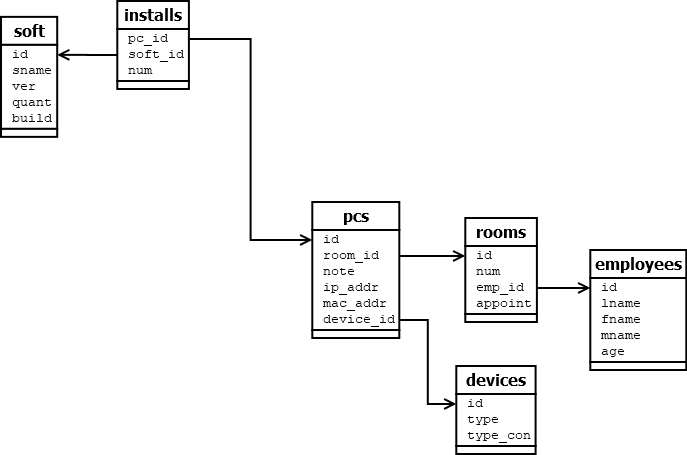 soft
id
sname
ver
quant
build
installs
pc_id
soft_id
num
pcs
id
room_id
note
ip_addr
mac_addr
device_id
rooms
id
num
emp_id
appoint
employees
id
lname
fname
mname
age
devices
id
type
type_con